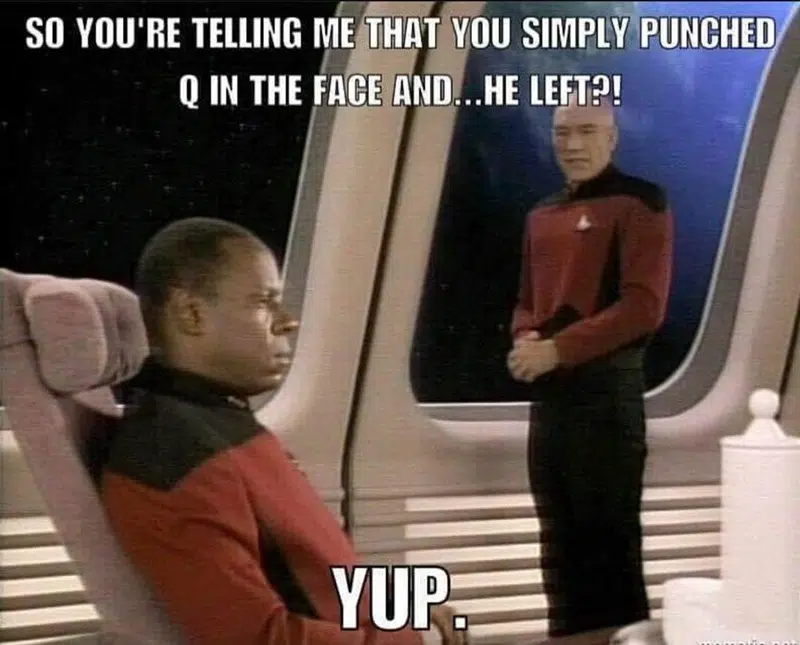 SO YOU'RE TELLING ME THAT YOU SIMPLY PUNCHED
Q IN THE FACE AND...HE LEFT?!
YUP.